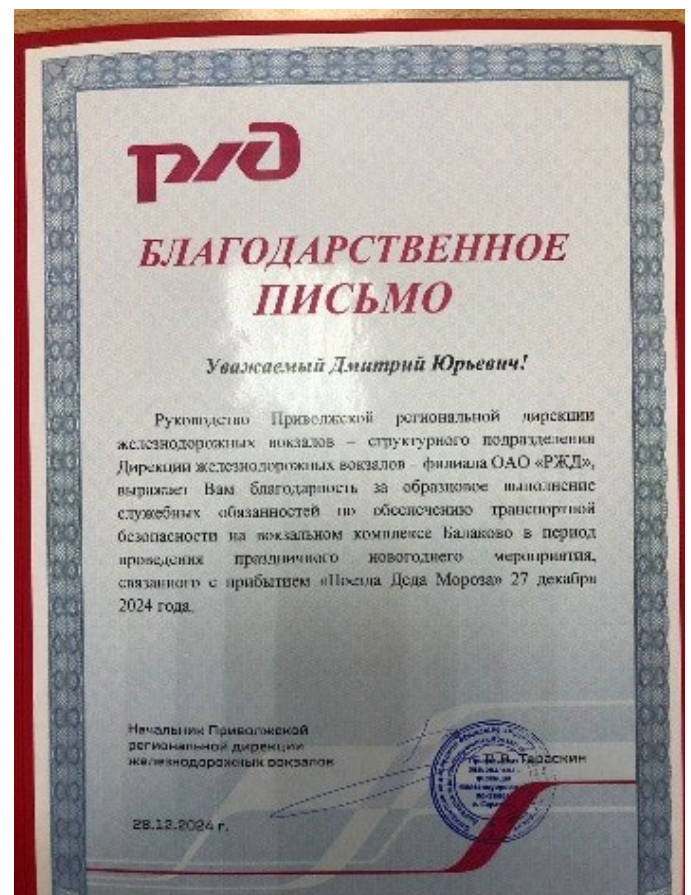 ржд
БЛАГОДАРСТВЕННОЕ
ПИСЬМО
Уважаемый Дмитрий Юрьевич!
Руководство Приволжской региональной дирекции
железнодорожных вокзалов – структурного подразделения
Дирекции железнодорожных вокзалов – филиала ОАО «РЖД»,
выражает Вам благодарность за образцовое выполнение
служебных обязанностей по обеспечению транспортной
безопасности на вокзальном комплексе Балаково в период
проведения праздничного новогоднего мероприятия,
связанного с прибытием «Поезда Деда Мороза» 27 декабря
2024 года.
Начальник Приволжской
региональной дирекции
железнодорожных вокзалов
В.Тараскин
28.12.2024 г.